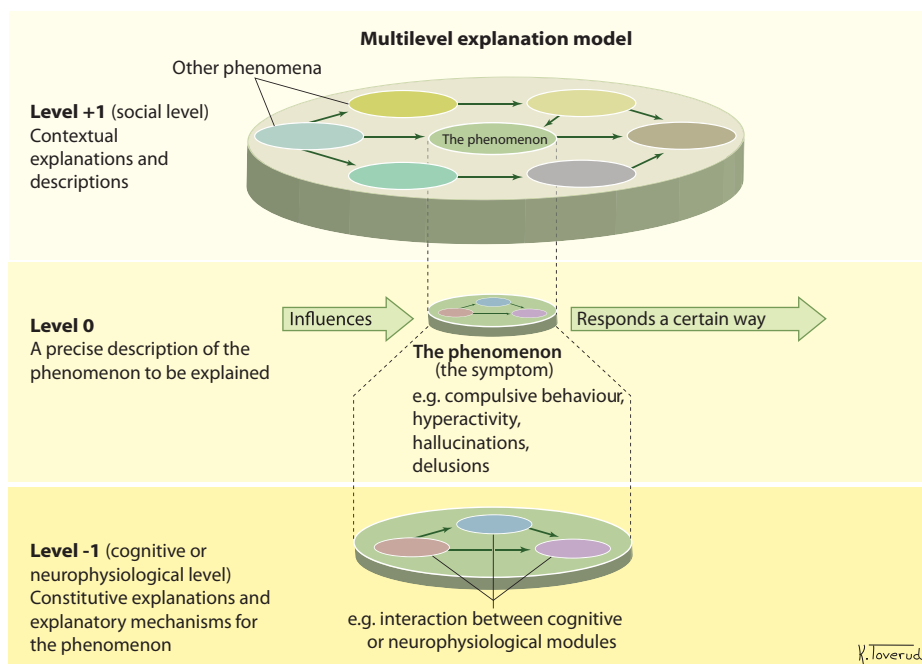 Multilevel explanation model
Other phenomena
Level +1 (social level)
Contextual
explanations and
descriptions
The phenomenon
Level 0
A precise description of the
phenomenon to be explained
Influences
Responds a certain way
The phenomenon
(the symptom)
e.g. compulsive behaviour,
hyperactivity,
hallucinations,
delusions
Level -1 (cognitive or
neurophysiological level)
Constitutive explanations and
explanatory mechanisms for
the phenomenon
e.g. interaction between cognitive
or neurophysiological modules
K. Toverud